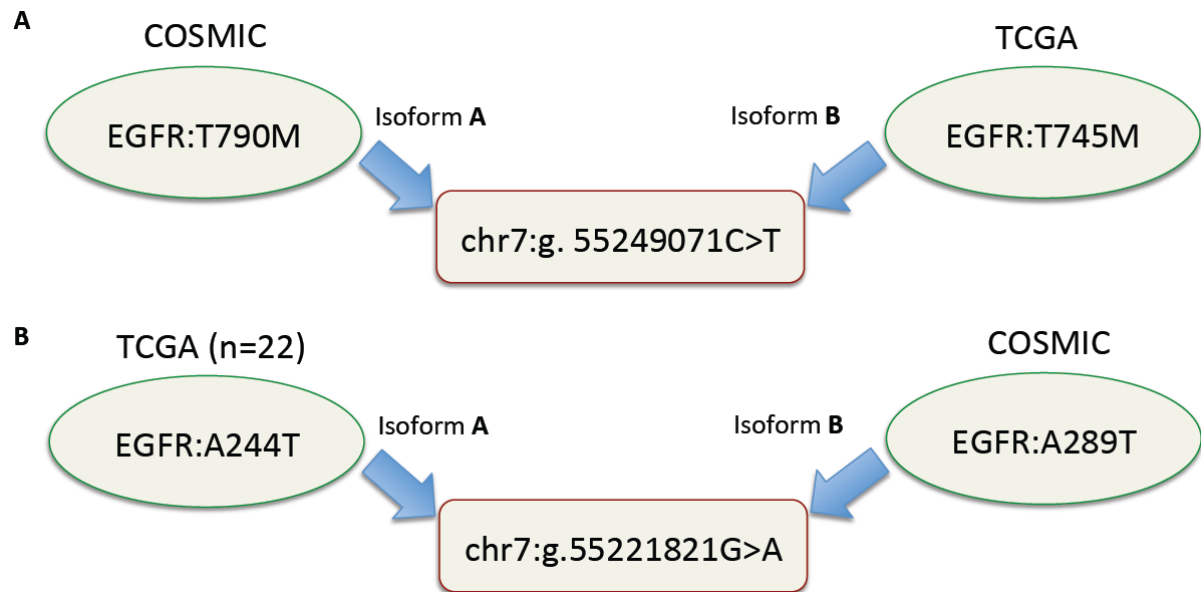 A
COSMIC
TCGA
EGFR:T790M
Isoform A
Isoform B
EGFR:T745M
chr7:g. 55249071C>T
B
TCGA (n=22)
COSMIC
EGFR:A244T
Isoform A
Isoform B
EGFR:A289T
chr7:g.55221821G>A